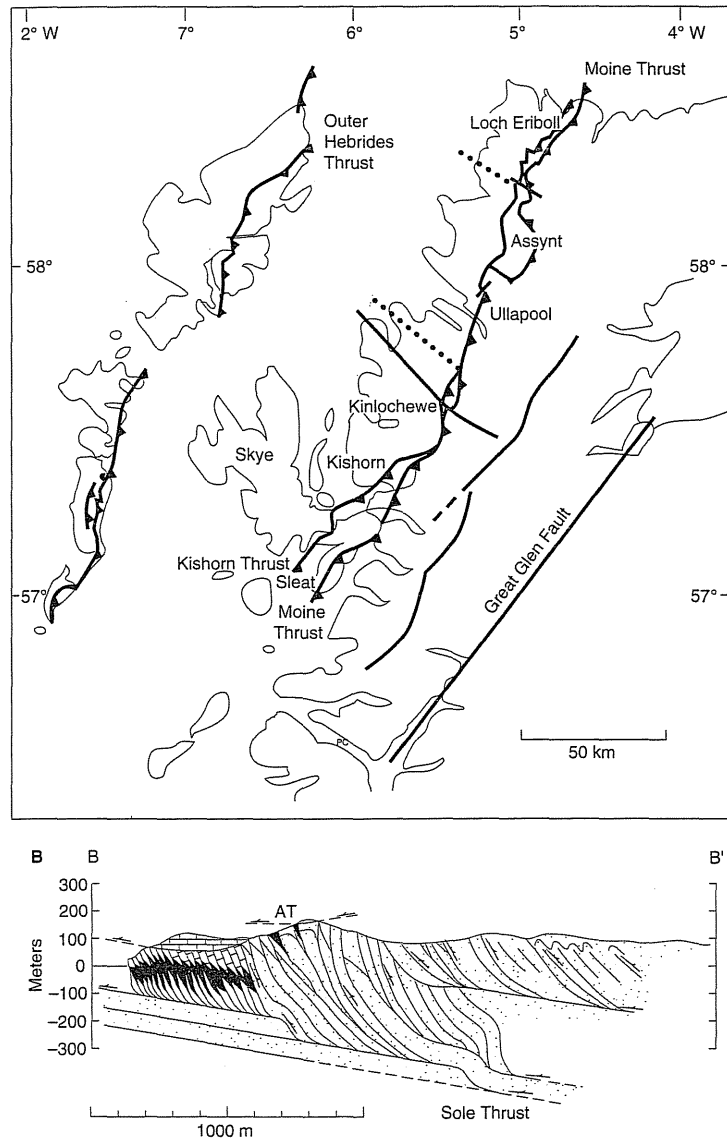 2° W 7° 6° 5° 4° W
Moine Thrust
Loch Eriboll
Outer
Hebrides
Thrust
Assynt
58° 58°
Ullapool
Kinlochewe
Skye
Kishorn
Great Glen Fault
Kishorn Thrust
Sleat
57° 57°
Moine
Thrust
50 km
PC
B B B'
300
AT
200
100
Meters
0
−100
−200
−300
Sole Thrust
1000 m